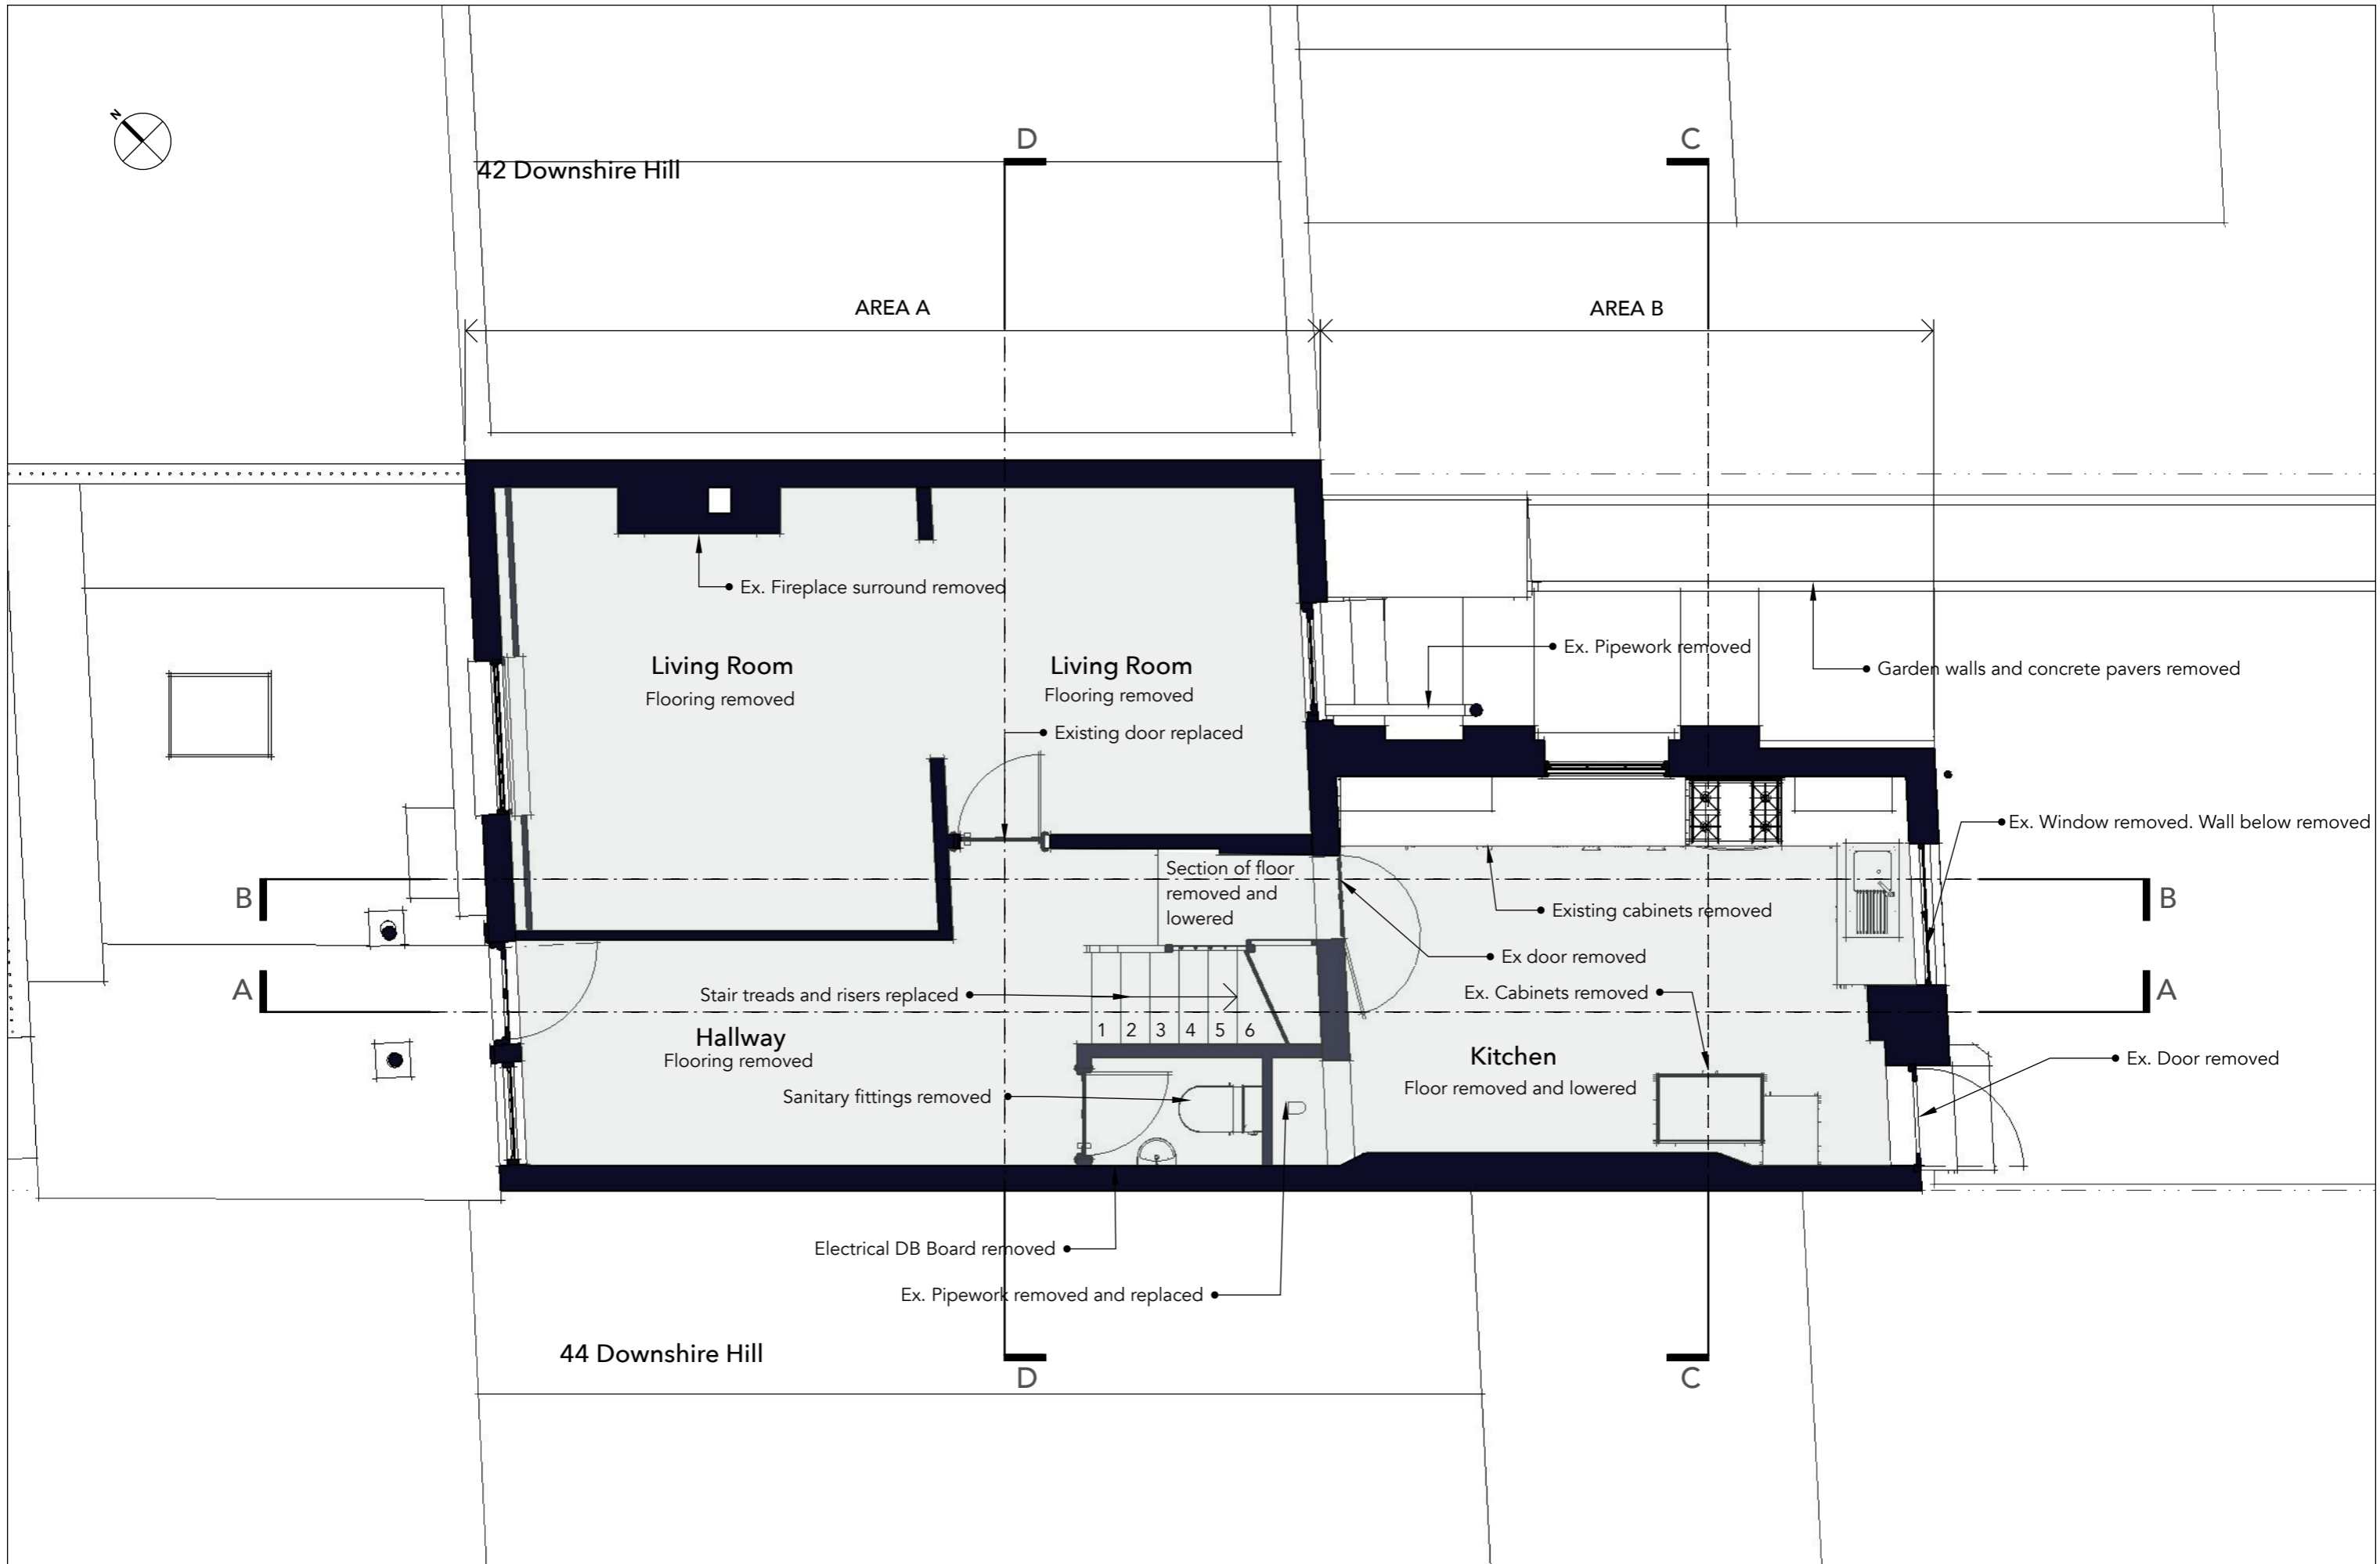 N
D
C
42 Downshire Hill
AREA A
AREA B
Ex. Fireplace surround removed
Living Room
Flooring removed
Living Room
Flooring removed
Ex. Pipework removed
Garden walls and concrete pavers removed
Existing door replaced
Ex. Window removed. Wall below removed
Section of floor
removed and
lowered
B
Existing cabinets removed
B
Ex door removed
A
Stair treads and risers replaced
Ex. Cabinets removed
A
1 2 3 4 5 6
Hallway
Flooring removed
Kitchen
Floor removed and lowered
Ex. Door removed
Sanitary fittings removed
Electrical DB Board removed
Ex. Pipework removed and replaced
44 Downshire Hill
D
C